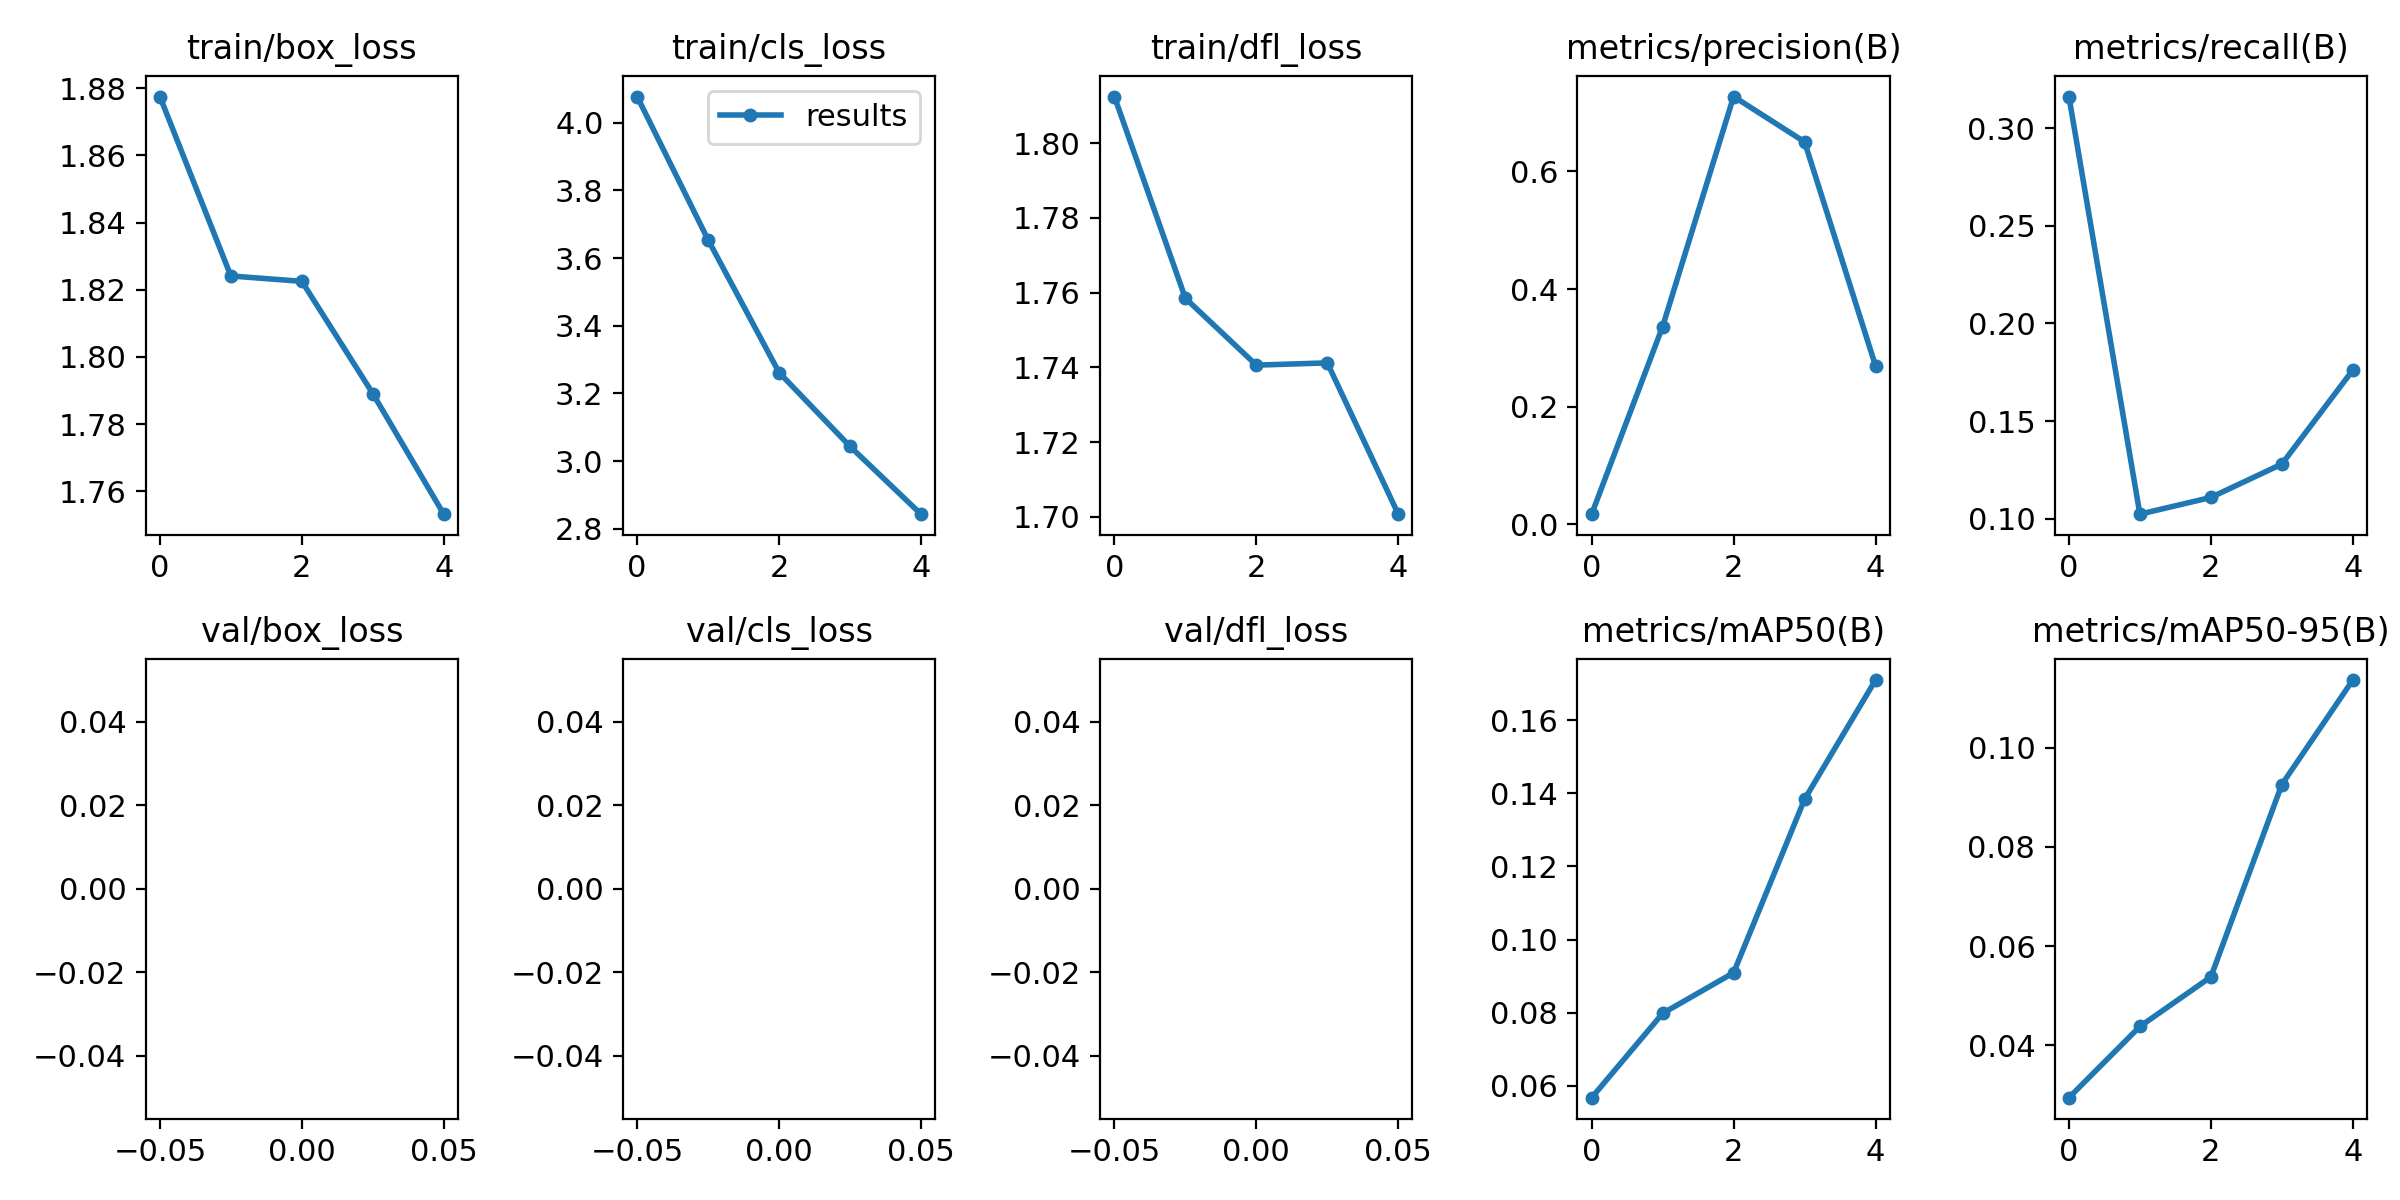 train/box_loss
train/cls_loss
train/dfl_loss
metrics/precision(B)
metrics/recall(B)
1.88
1.86
1.84
1.82
1.80
1.78
1.76
0 2 4
results
4.0
3.8
3.6
3.4
3.2
3.0
2.8
0 2 4
1.80
1.78
1.76
1.74
1.72
1.70
0 2 4
0.6
0.4
0.2
0.0
0 2 4
0.30
0.25
0.20
0.15
0.10
0 2 4
val/box_loss
val/cls_loss
val/dfl_loss
metrics/mAP50(B)
metrics/mAP50-95(B)
0.04
0.02
0.00
−0.02
−0.04
−0.05 0.00 0.05
0.04
0.02
0.00
−0.02
−0.04
−0.05 0.00 0.05
0.04
0.02
0.00
−0.02
−0.04
−0.05 0.00 0.05
0.16
0.14
0.12
0.10
0.08
0.06
0 2 4
0.10
0.08
0.06
0.04
0 2 4